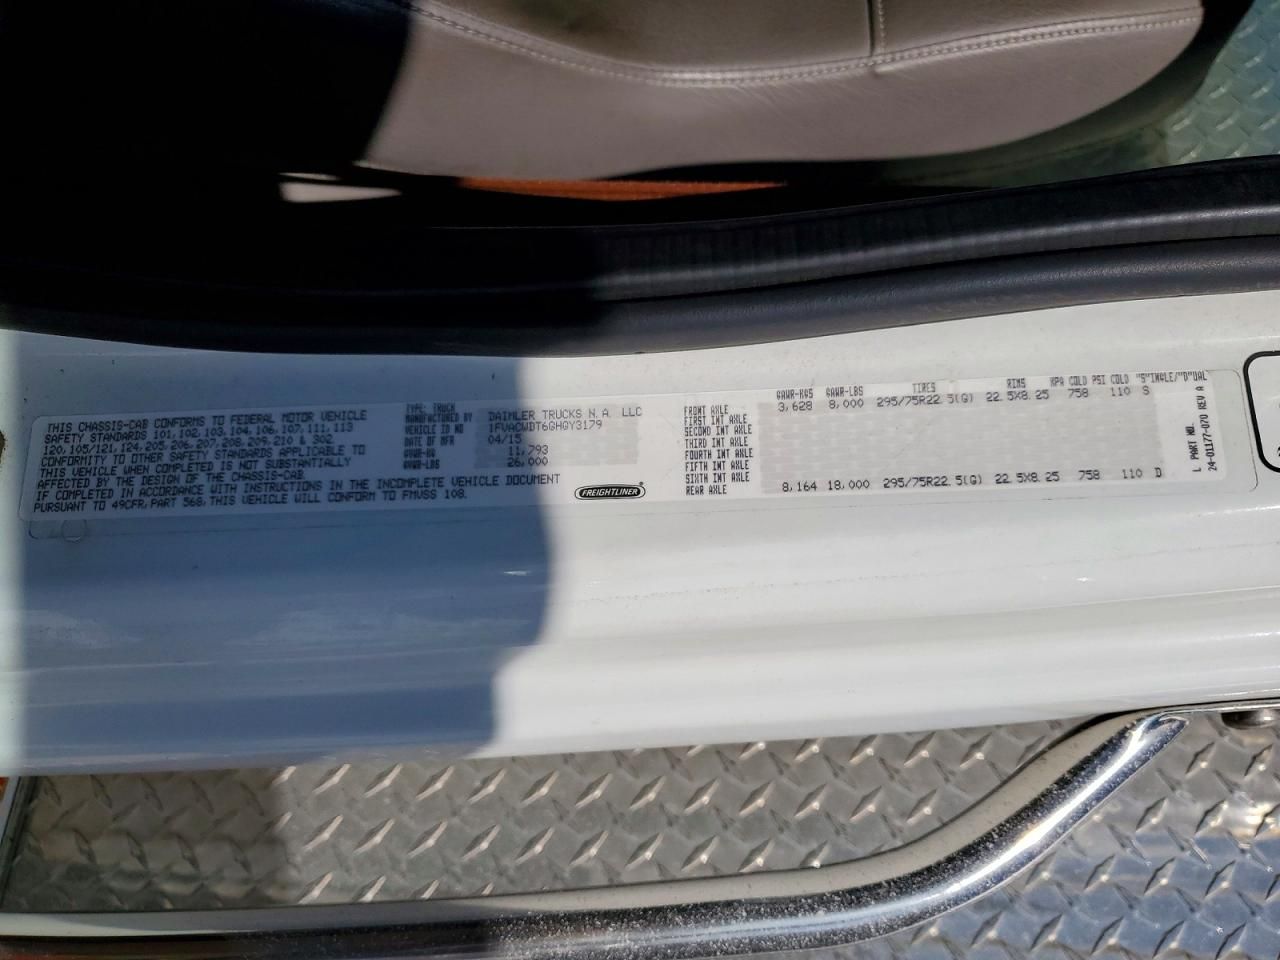 THIS CHASSIS-CAB CONFORMS TO FEDERAL MOTOR VEHICLE
SAFETY STANDARDS 101, 102, 103, 104, 106, 107, 111, 113
120, 105/121, 124, 205, 206, 207, 208, 209, 210 & 302.
CONFORMITY TO OTHER SAFETY STANDARDS APPLICABLE TO
THIS VEHICLE WHEN COMPLETED IS NOT SUBSTANTIALLY
AFFECTED BY THE DESIGN OF THE CHASSIS-CAB.
IF COMPLETED IN ACCORDANCE WITH INSTRUCTIONS IN THE INCOMPLETE VEHICLE DOCUMENT
PURSUANT TO 49CFR, PART 568, THIS VEHICLE WILL CONFORM TO FMVSS 108.
TYPE: TRUCK
MANUFACTURED BY DAIMLER TRUCKS N.A. LLC
VEHICLE ID NO. 1FVACWDT6GHGY3179
DATE OF MFR 04/15
GVWR-KG 11,793
GVWR-LBS 26,000
FREIGHTLINER
GAWR-KGS GAWR-LBS TIRES RIMS KPA COLD PSI COLD "S"INGLE/"D"UAL
FRONT AXLE 3,628 8,000 295/75R22.5(G) 22.5X8.25 758 110 S
FIRST INT AXLE
SECOND INT AXLE
THIRD INT AXLE
FOURTH INT AXLE
FIFTH INT AXLE
SIXTH INT AXLE
REAR AXLE 8,164 18,000 295/75R22.5(G) 22.5X8.25 758 110 D
L PART NO.
24-01177-070 REV A